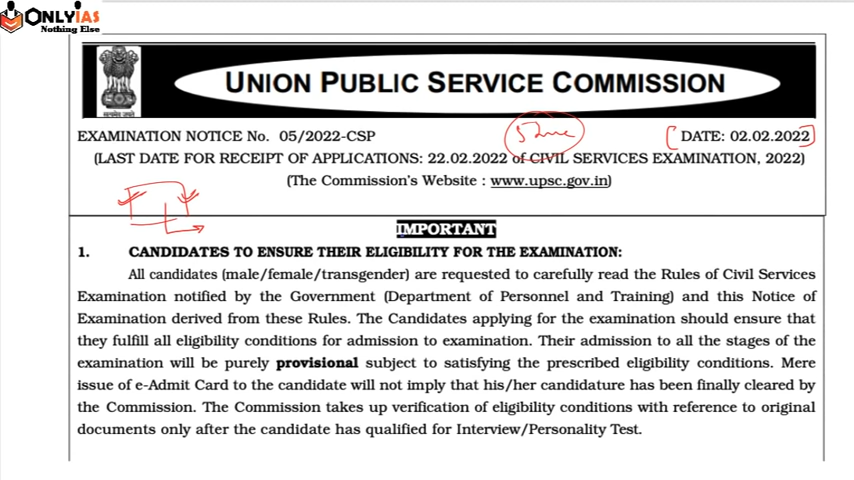 ONLYIAS
Nothing Else
UNION PUBLIC SERVICE COMMISSION
सत्यमेव जयते
5 June
EXAMINATION NOTICE No. 05/2022-CSP
[DATE: 02.02.2022]
(LAST DATE FOR RECEIPT OF APPLICATIONS: 22.02.2022 of CIVIL SERVICES EXAMINATION, 2022)
(The Commission's Website : www.upsc.gov.in)
IMPORTANT
1. CANDIDATES TO ENSURE THEIR ELIGIBILITY FOR THE EXAMINATION:
All candidates (male/female/transgender) are requested to carefully read the Rules of Civil Services
Examination notified by the Government (Department of Personnel and Training) and this Notice of
Examination derived from these Rules. The Candidates applying for the examination should ensure that
they fulfill all eligibility conditions for admission to examination. Their admission to all the stages of the
examination will be purely provisional subject to satisfying the prescribed eligibility conditions. Mere
issue of e-Admit Card to the candidate will not imply that his/her candidature has been finally cleared by
the Commission. The Commission takes up verification of eligibility conditions with reference to original
documents only after the candidate has qualified for Interview/Personality Test.